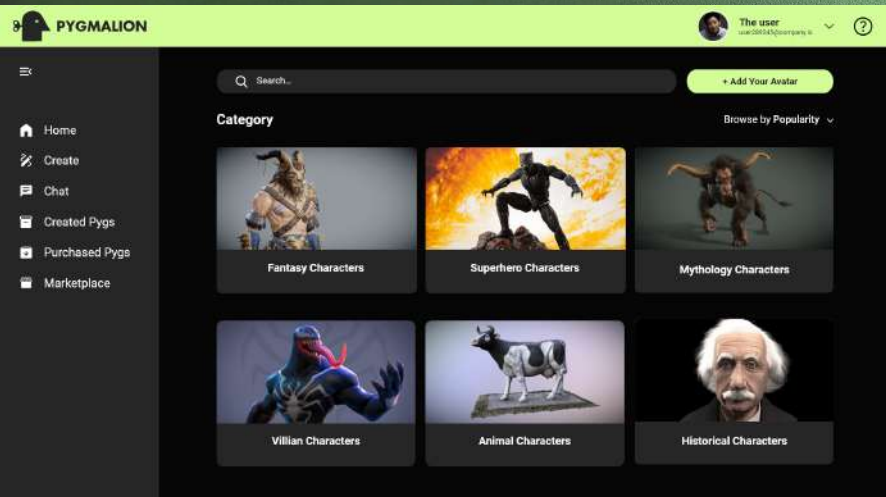 PYGMALION
The user
Search...
+ Add Your Avatar
Home
Create
Chat
Created Pygs
Purchased Pygs
Marketplace
Category
Browse by Popularity
Fantasy Characters
Superhero Characters
Mythology Characters
Villian Characters
Animal Characters
Historical Characters